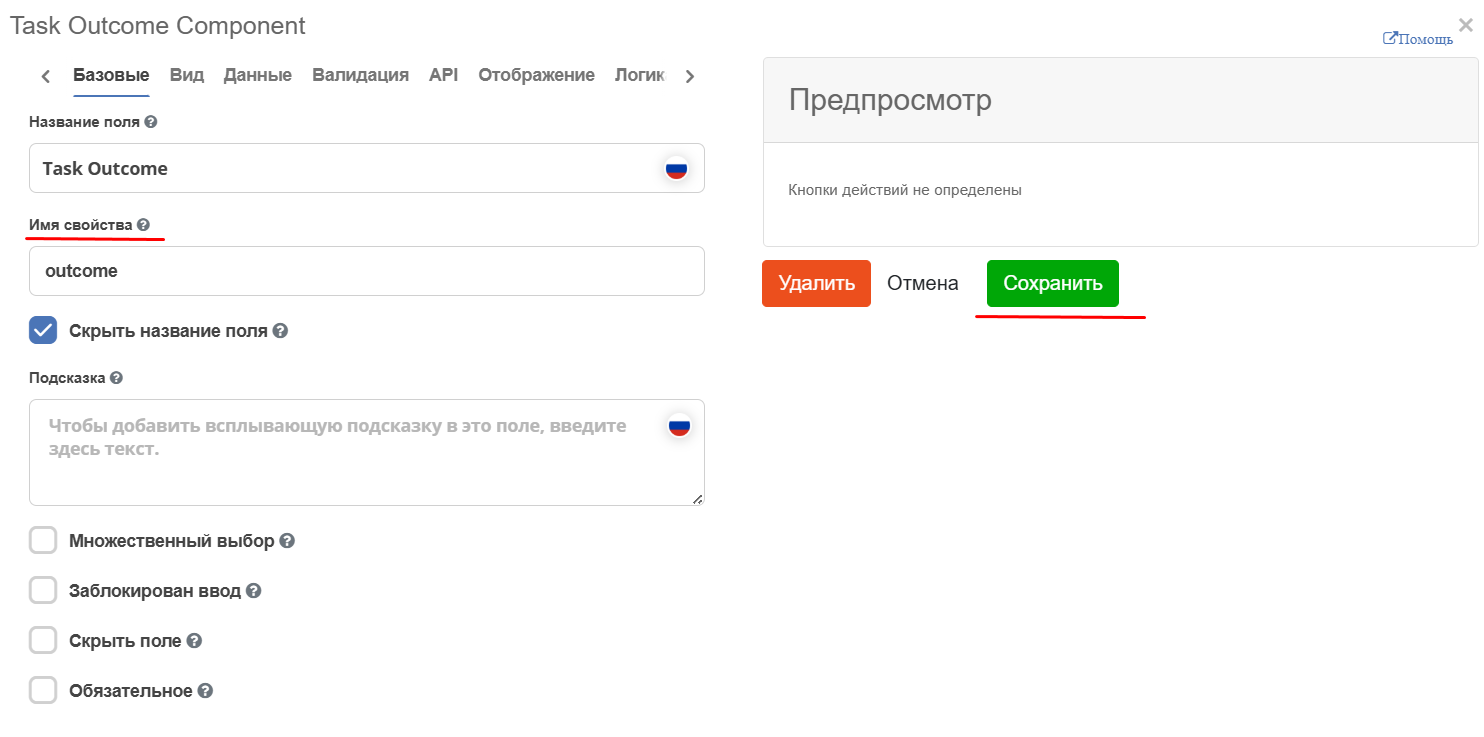 Task Outcome Component
Помощь
Базовые Вид Данные Валидация API Отображение Логик
Название поля
Task Outcome
Имя свойства
outcome
Скрыть название поля
Подсказка
Чтобы добавить всплывающую подсказку в это поле, введите
здесь текст.
Множественный выбор
Заблокирован ввод
Скрыть поле
Обязательное
Предпросмотр
Кнопки действий не определены
Удалить Отмена Сохранить